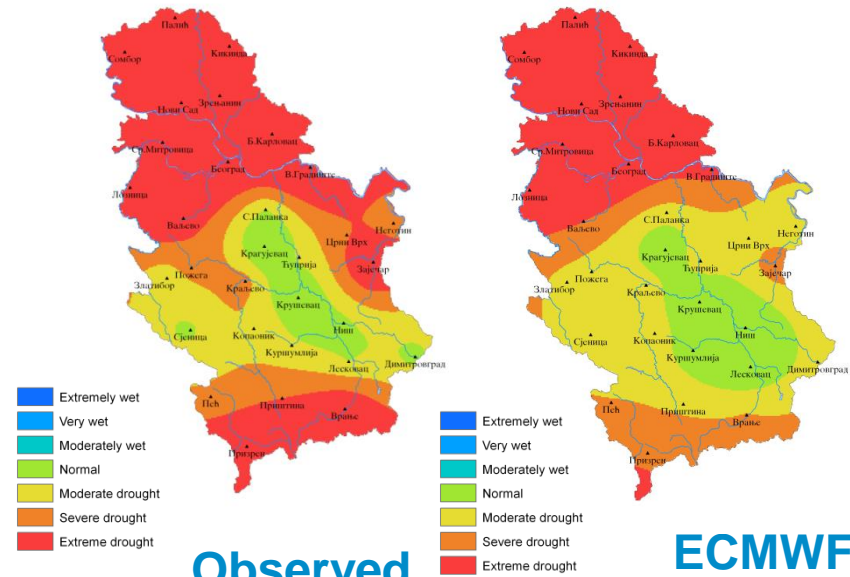 Палић
Сомбор
Кикинда
Нови Сад
Зрењанин
Ср.Митровица
Б.Карловац
Београд
В.Градиште
Лозница
Ваљево
С.Паланка
Неготин
Црни Врх
Крагујевац
Ћуприја
Зајечар
Пожега
Златибор
Краљево
Крушевац
Сјеница
Копаоник
Ниш
Куршумлија
Лесковац
Димитровград
Пећ
Приштина
Врање
Призрен
Extremely wet
Very wet
Moderately wet
Normal
Moderate drought
Severe drought
Extreme drought
Observed
Палић
Сомбор
Кикинда
Нови Сад
Зрењанин
Ср.Митровица
Б.Карловац
Београд
В.Градиште
Лозница
Ваљево
С.Паланка
Неготин
Црни Врх
Крагујевац
Ћуприја
Зајечар
Пожега
Златибор
Краљево
Крушевац
Сјеница
Копаоник
Ниш
Куршумлија
Лесковац
Димитровград
Пећ
Приштина
Врање
Призрен
Extremely wet
Very wet
Moderately wet
Normal
Moderate drought
Severe drought
Extreme drought
ECMWF